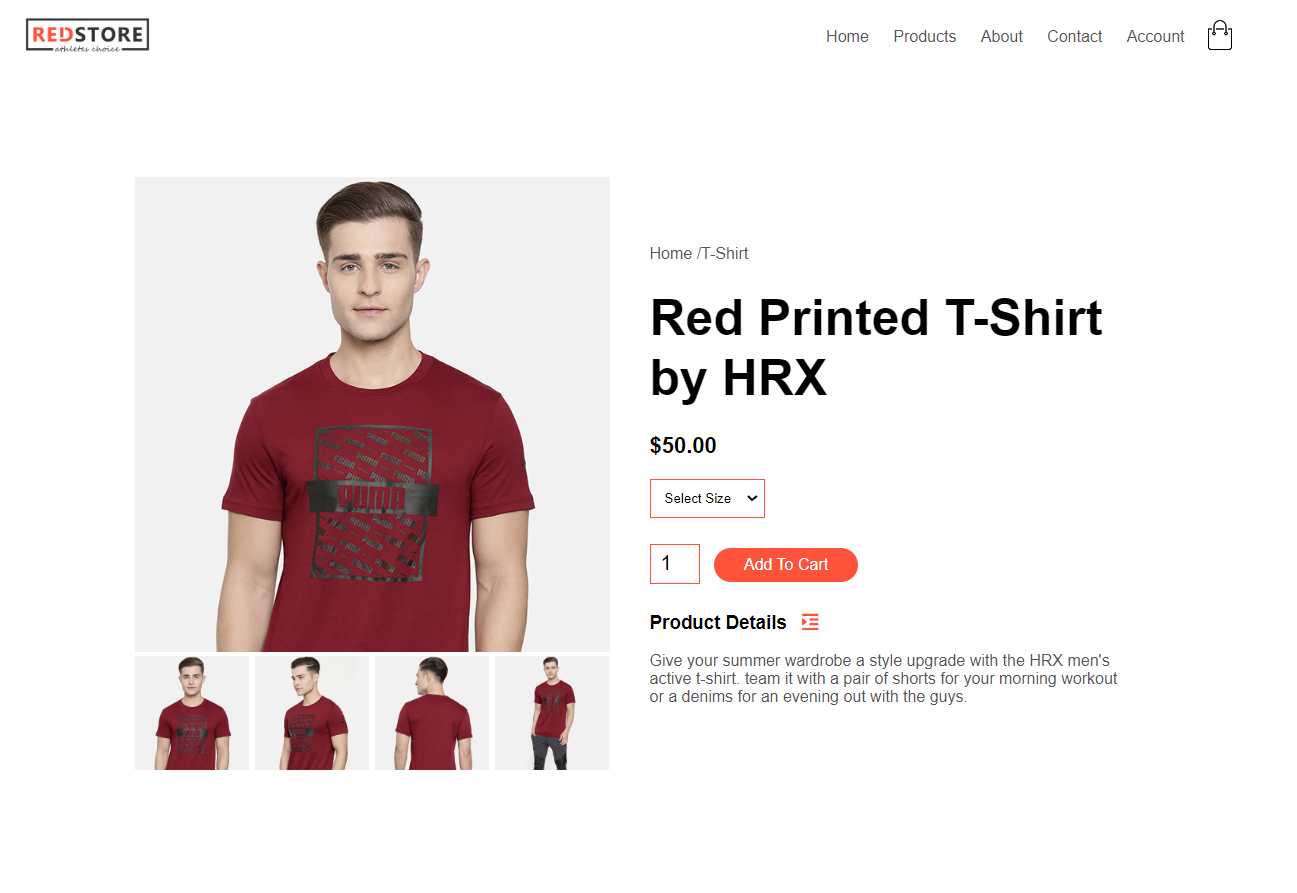 REDSTORE
athletes choice
Home Products About Contact Account
Home /T-Shirt
Red Printed T-Shirt
by HRX
$50.00
Select Size
1 Add To Cart
Product Details
Give your summer wardrobe a style upgrade with the HRX men's
active t-shirt. team it with a pair of shorts for your morning workout
or a denims for an evening out with the guys.
PUMA